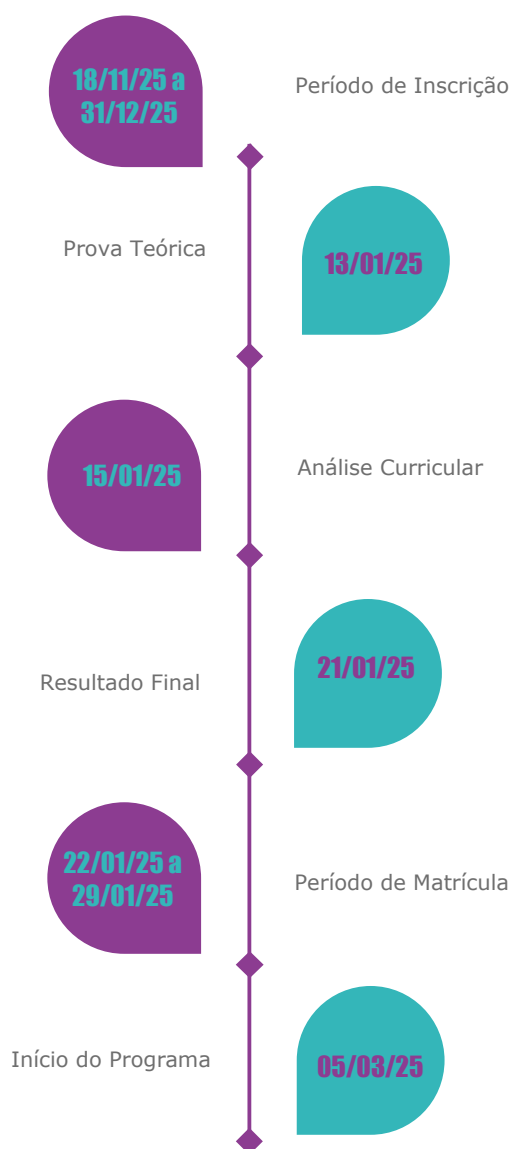 18/11/25 a
31/12/25
Período de Inscrição
Prova Teórica
13/01/25
15/01/25
Análise Curricular
Resultado Final
21/01/25
22/01/25 a
29/01/25
Período de Matrícula
Início do Programa
05/03/25